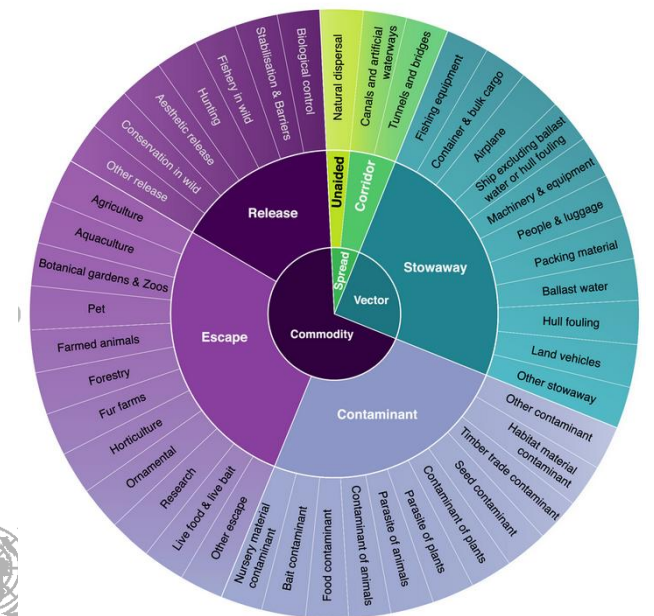 Biological control
Stabilisation & Barriers
Fishery in wild
Hunting
Aesthetic release
Conservation in wild
Other release
Agriculture
Aquaculture
Botanical gardens & Zoos
Pet
Farmed animals
Forestry
Fur farms
Horticulture
Ornamental
Research
Live food & live bait
Other escape
Nursery material
contaminant
Bait contaminant
Food contaminant
Contaminant of animals
Parasite of animals
Parasite of plants
Contaminant of plants
Seed contaminant
Timber trade contaminant
Habitat material
contaminant
Other contaminant
Other stowaway
Land vehicles
Hull fouling
Ballast water
Packing material
People & luggage
Machinery & equipment
Ship excluding ballast
water or hull fouling
Airplane
Container & bulk cargo
Fishing equipment
Tunnels and bridges
Canals and artificial
waterways
Natural dispersal
Release
Unaided
Corridor
Stowaway
Contaminant
Escape
Spread
Vector
Commodity